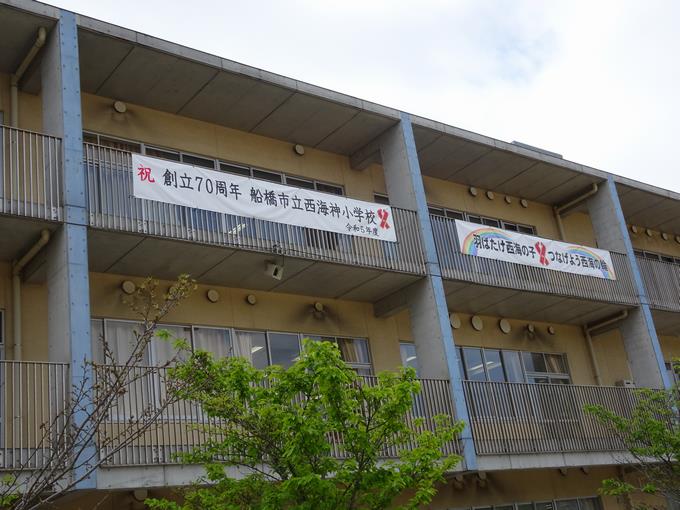 祝 創立70周年 船橋市立西海神小学校
令和5年度
羽ばたけ西海の子 つなげよう西海の